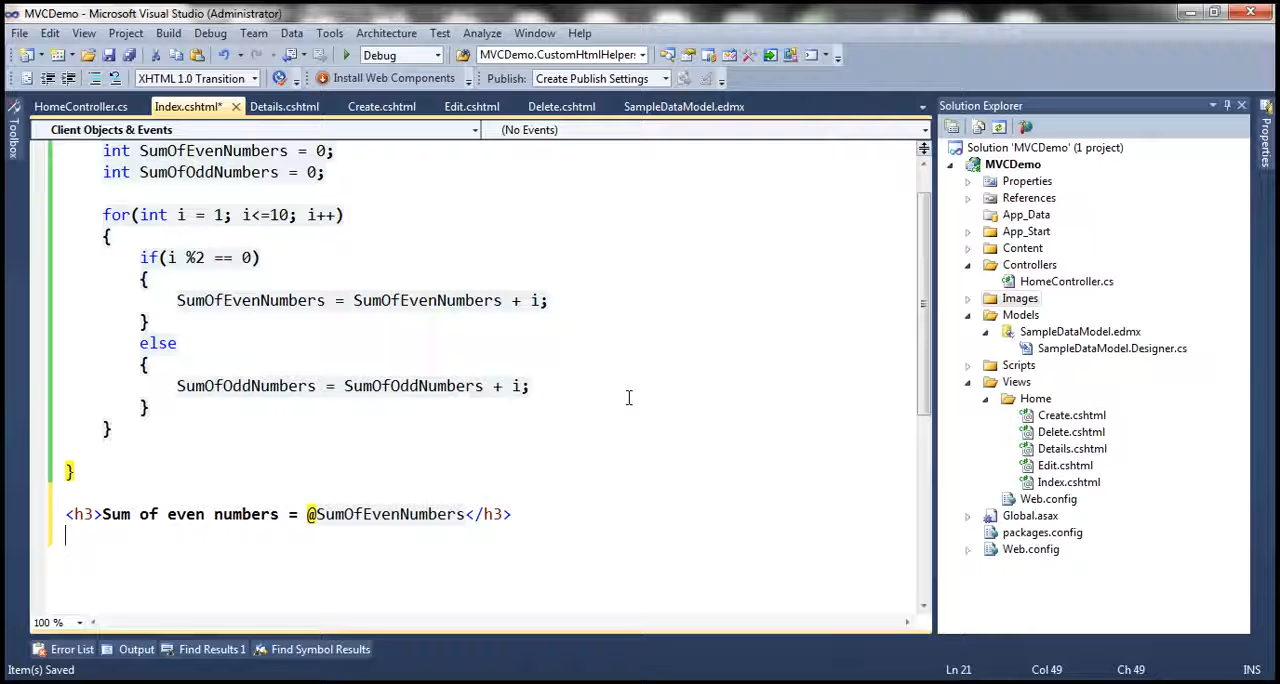 MVCDemo - Microsoft Visual Studio (Administrator)
File Edit View Project Build Debug Team Data Tools Architecture Test Analyze Window Help
Debug MVCDemo.CustomHtmlHelper
XHTML 1.0 Transition Install Web Components Publish: Create Publish Settings
Toolbox
HomeController.cs Index.cshtml* Details.cshtml Create.cshtml Edit.cshtml Delete.cshtml SampleDataModel.edmx
Client Objects & Events (No Events)
int SumOfEvenNumbers = 0;
int SumOfOddNumbers = 0;
for(int i = 1; i<=10; i++)
{
if(i %2 == 0)
{
SumOfEvenNumbers = SumOfEvenNumbers + i;
}
else
{
SumOfOddNumbers = SumOfOddNumbers + i;
}
}
}
<h3>Sum of even numbers = @SumOfEvenNumbers</h3>
100 %
Solution Explorer
Solution 'MVCDemo' (1 project)
MVCDemo
Properties
References
App_Data
App_Start
Content
Controllers
HomeController.cs
Images
Models
SampleDataModel.edmx
SampleDataModel.Designer.cs
Scripts
Views
Home
Create.cshtml
Delete.cshtml
Details.cshtml
Edit.cshtml
Index.cshtml
Web.config
Global.asax
packages.config
Web.config
Properties
Error List Output Find Results 1 Find Symbol Results
Item(s) Saved Ln 21 Col 49 Ch 49 INS